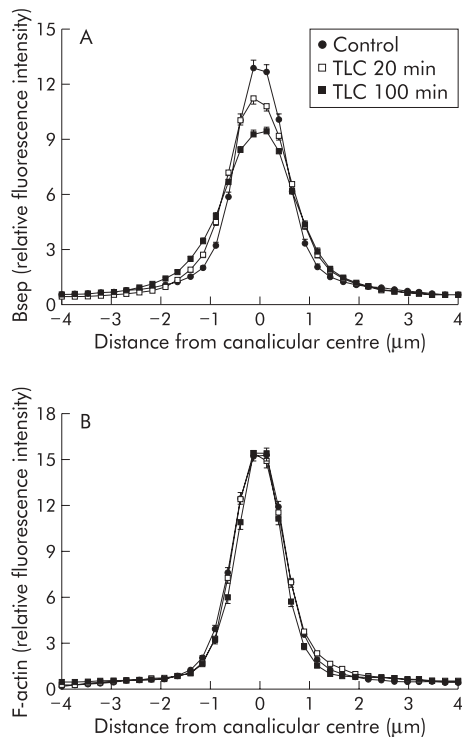 A
Control
TLC 20 min
TLC 100 min
Bsep (relative fluorescence intensity)
15
12
9
6
3
0
−4 −3 −2 −1 0 1 2 3 4
Distance from canalicular centre (μm)
B
F-actin (relative fluorescence intensity)
18
15
12
9
6
3
0
−4 −3 −2 −1 0 1 2 3 4
Distance from canalicular centre (μm)